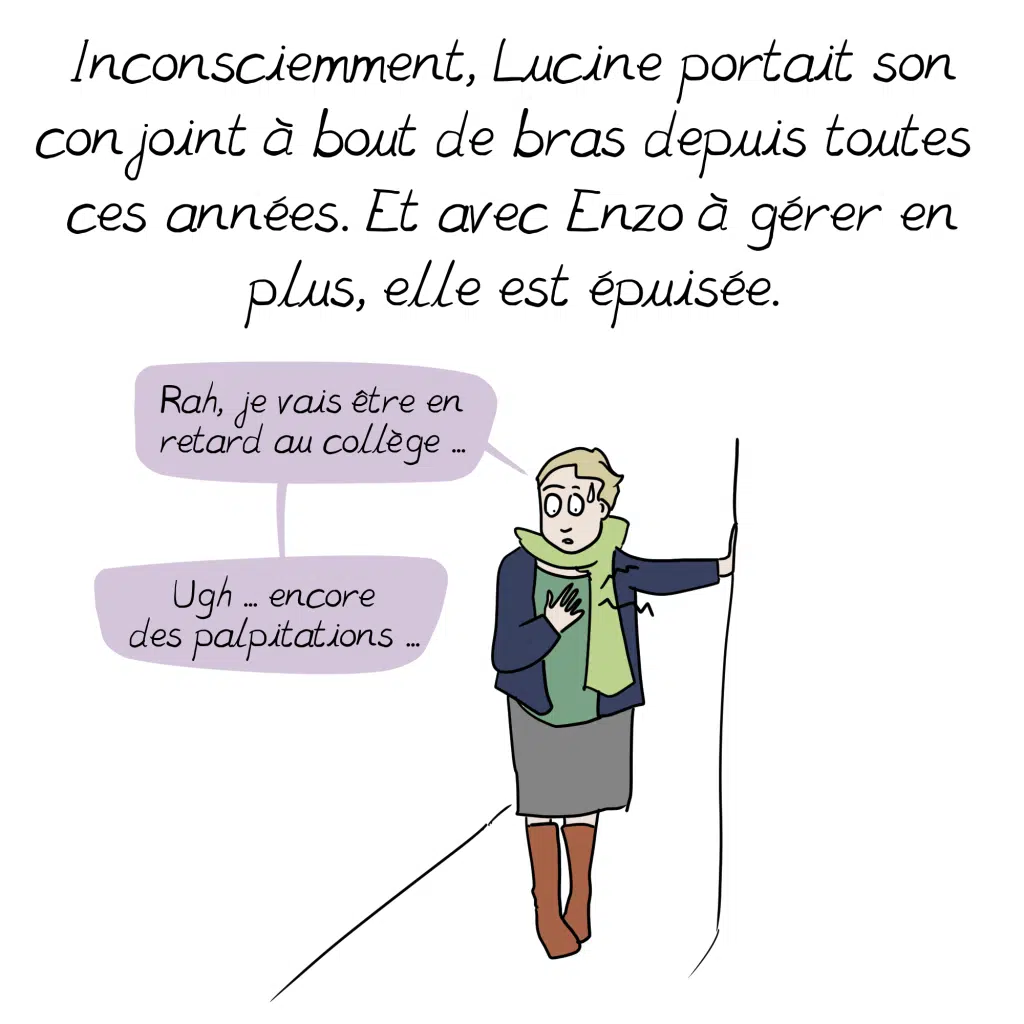 Inconsciemment, Lucine portait son
conjoint à bout de bras depuis toutes
ces années. Et avec Enzo à gérer en
plus, elle est épuisée.
Rah, je vais être en
retard au collège ...
Ugh ... encore
des palpitations ...